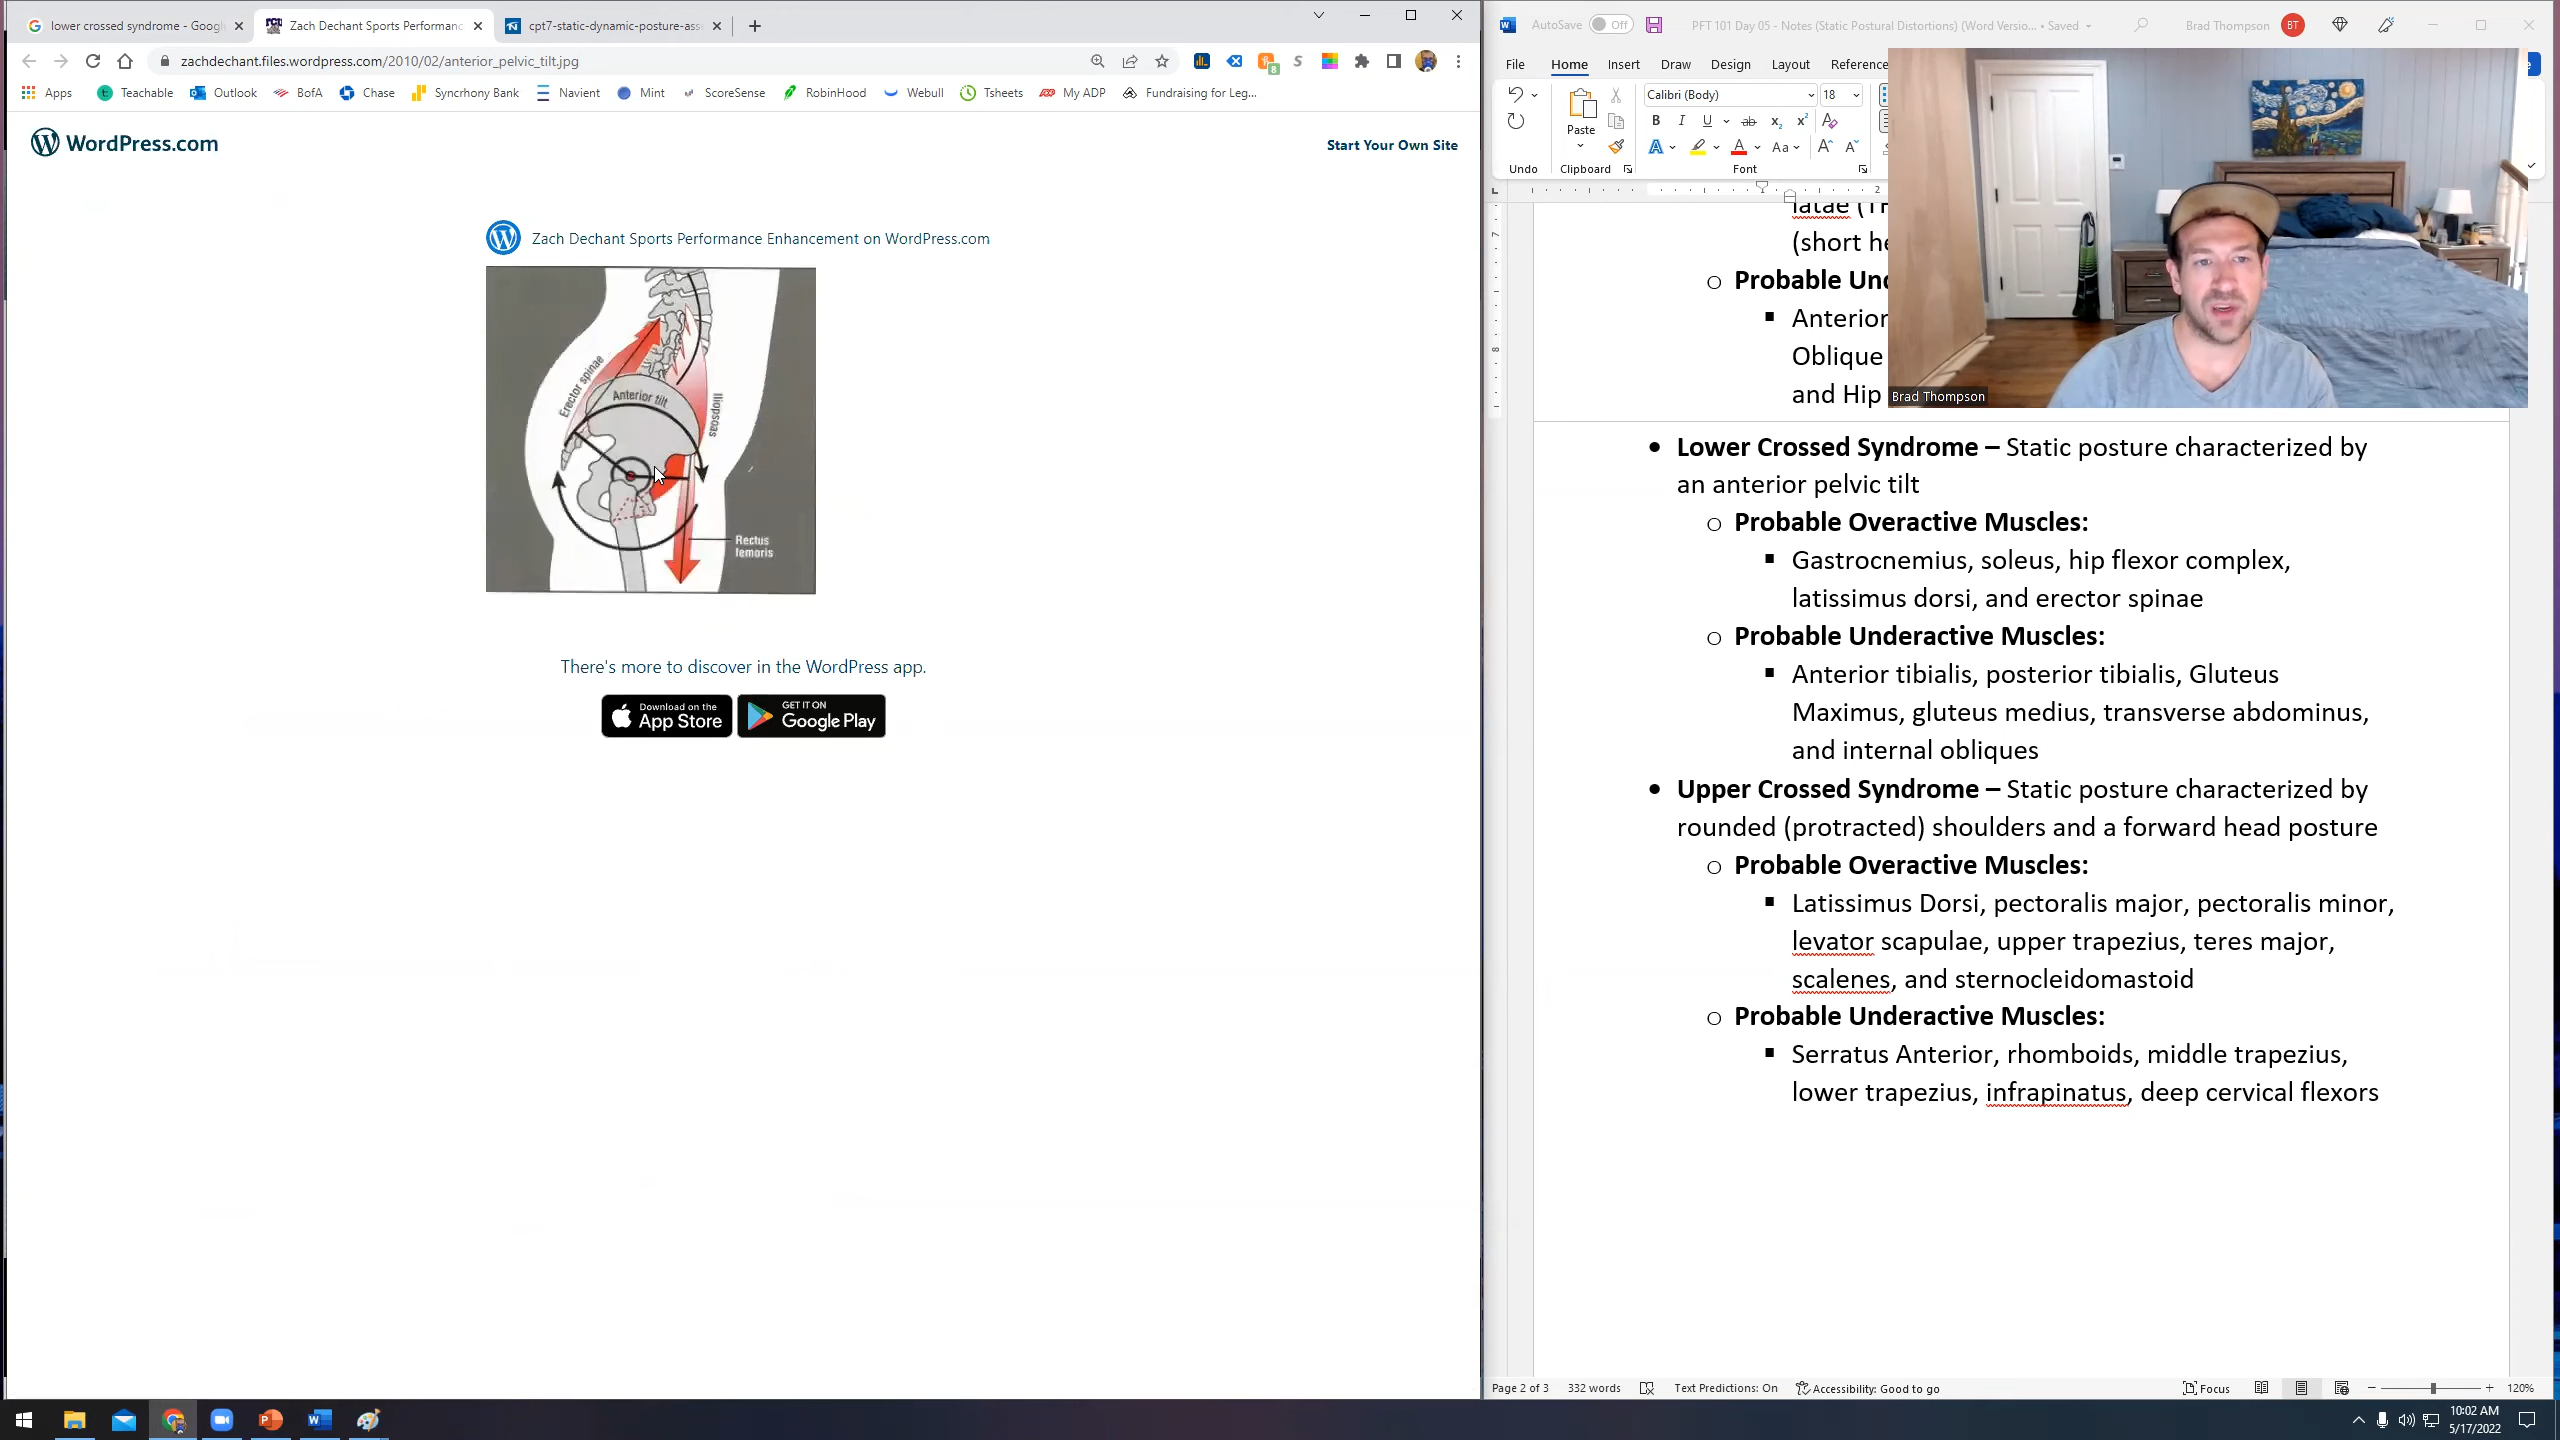 lower crossed syndrome - Googl
Zach Dechant Sports Performanc
cpt7-static-dynamic-posture-ass
zachdechant.files.wordpress.com/2010/02/anterior_pelvic_tilt.jpg
8
Apps Teachable Outlook BofA Chase Syncrhony Bank Navient Mint ScoreSense RobinHood Webull Tsheets My ADP Fundraising for Leg...
WordPress.com
Start Your Own Site
Zach Dechant Sports Performance Enhancement on WordPress.com
Erector spinae
Anterior tilt
Iliopsoas
Rectus
femoris
There's more to discover in the WordPress app.
Download on the
App Store
GET IT ON
Google Play
AutoSave Off
PFT 101 Day 05 - Notes (Static Postural Distortions) (Word Versio... • Saved
Brad Thompson BT
File Home Insert Draw Design Layout Reference
Calibri (Body) 18
Paste
Undo Clipboard Font
2
7
8
latae
(short he
Probable Und
Anterior
Oblique
and Hip
Brad Thompson
• Lower Crossed Syndrome – Static posture characterized by
an anterior pelvic tilt
o Probable Overactive Muscles:
▪ Gastrocnemius, soleus, hip flexor complex,
latissimus dorsi, and erector spinae
o Probable Underactive Muscles:
▪ Anterior tibialis, posterior tibialis, Gluteus
Maximus, gluteus medius, transverse abdominus,
and internal obliques
• Upper Crossed Syndrome – Static posture characterized by
rounded (protracted) shoulders and a forward head posture
o Probable Overactive Muscles:
▪ Latissimus Dorsi, pectoralis major, pectoralis minor,
levator scapulae, upper trapezius, teres major,
scalenes, and sternocleidomastoid
o Probable Underactive Muscles:
▪ Serratus Anterior, rhomboids, middle trapezius,
lower trapezius, infrapinatus, deep cervical flexors
Page 2 of 3 332 words Text Predictions: On Accessibility: Good to go Focus 120%
10:02 AM
5/17/2022